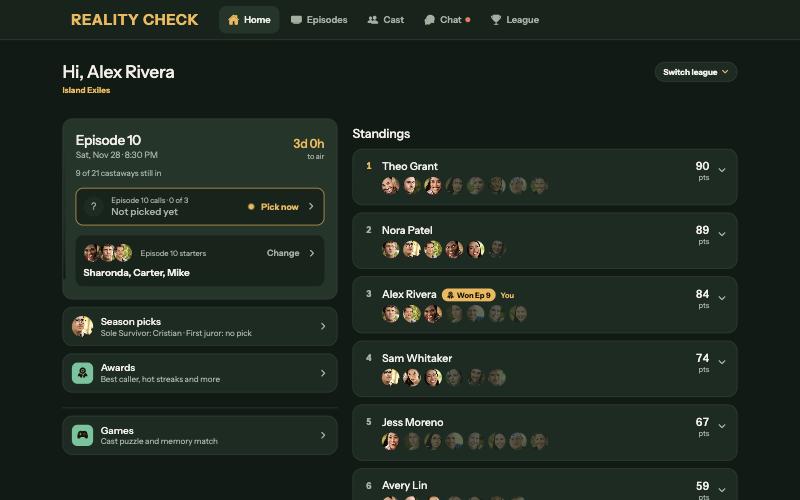 REALITY CHECK
Home
Episodes
Cast
Chat
League
Hi, Alex Rivera
Island Exiles
Switch league
Episode 10
Sat, Nov 28 · 8:30 PM
3d 0h
to air
9 of 21 castaways still in
?
Episode 10 calls · 0 of 3
Not picked yet
Pick now
Episode 10 starters
Change
Sharonda, Carter, Mike
Season picks
Sole Survivor: Cristian · First juror: no pick
Awards
Best caller, hot streaks and more
Games
Cast puzzle and memory match
Standings
1 Theo Grant 90
pts
2 Nora Patel 89
pts
3 Alex Rivera Won Ep 9 You 84
pts
4 Sam Whitaker 74
pts
5 Jess Moreno 67
pts
6 Avery Lin 59
pts